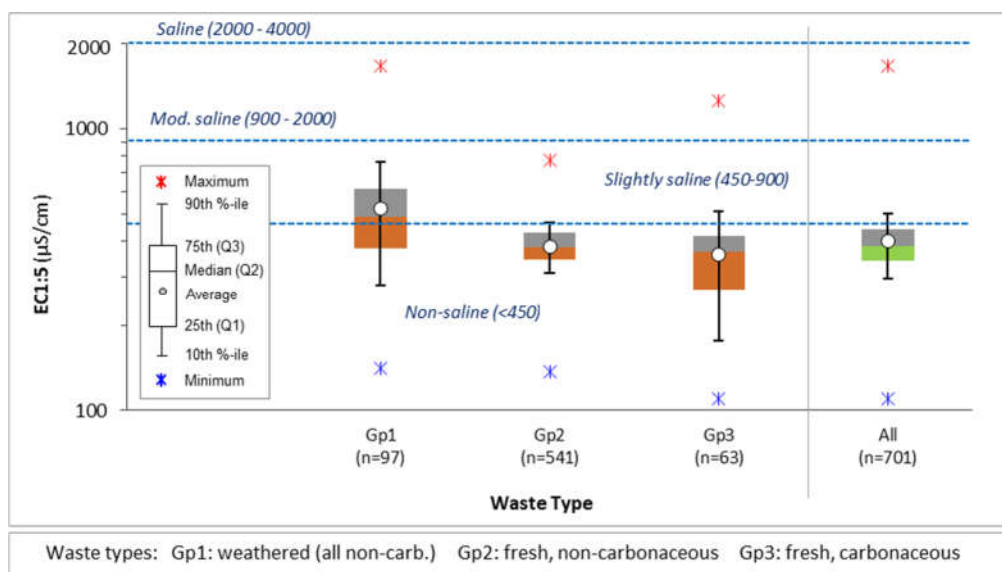 Saline (2000 - 4000)
2000
Mod. saline (900 - 2000)
1000
Maximum
90th %-ile
75th (Q3)
Median (Q2)
Average
25th (Q1)
10th %-ile
Minimum
Slightly saline (450-900)
Non-saline (<450)
EC1:5 (µS/cm)
100
Gp1 Gp2 Gp3 All
(n=97) (n=541) (n=63) (n=701)
Waste Type
Waste types: Gp1: weathered (all non-carb.) Gp2: fresh, non-carbonaceous Gp3: fresh, carbonaceous